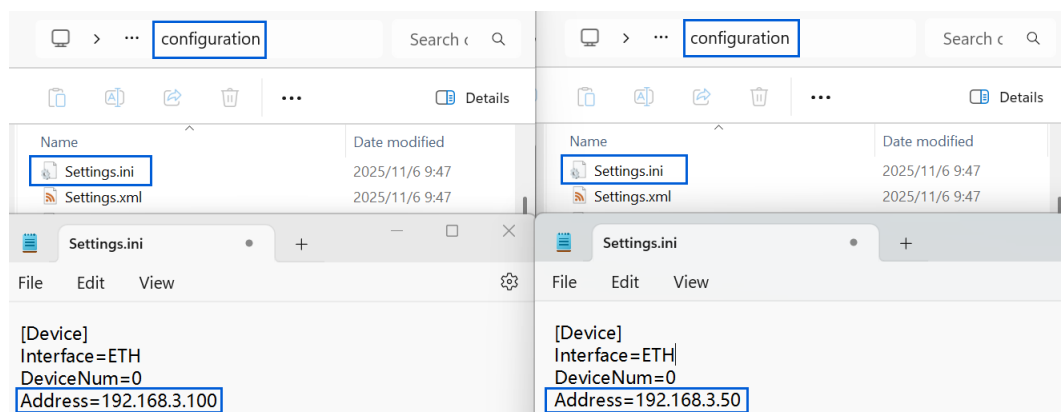 configuration
Search
Details
Name
Date modified
Settings.ini
2025/11/6 9:47
Settings.xml
2025/11/6 9:47
Settings.ini
File Edit View
[Device]
Interface=ETH
DeviceNum=0
Address=192.168.3.100
configuration
Search
Details
Name
Date modified
Settings.ini
2025/11/6 9:47
Settings.xml
2025/11/6 9:47
Settings.ini
File Edit View
[Device]
Interface=ETH
DeviceNum=0
Address=192.168.3.50